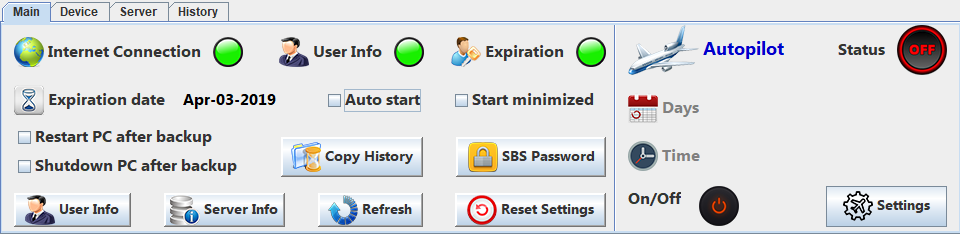 Main Device Server History
Internet Connection User Info Expiration Autopilot Status OFF
Expiration date Apr-03-2019 Auto start Start minimized Days
Restart PC after backup
Shutdown PC after backup Copy History SBS Password Time
On/Off
User Info Server Info Refresh Reset Settings Settings